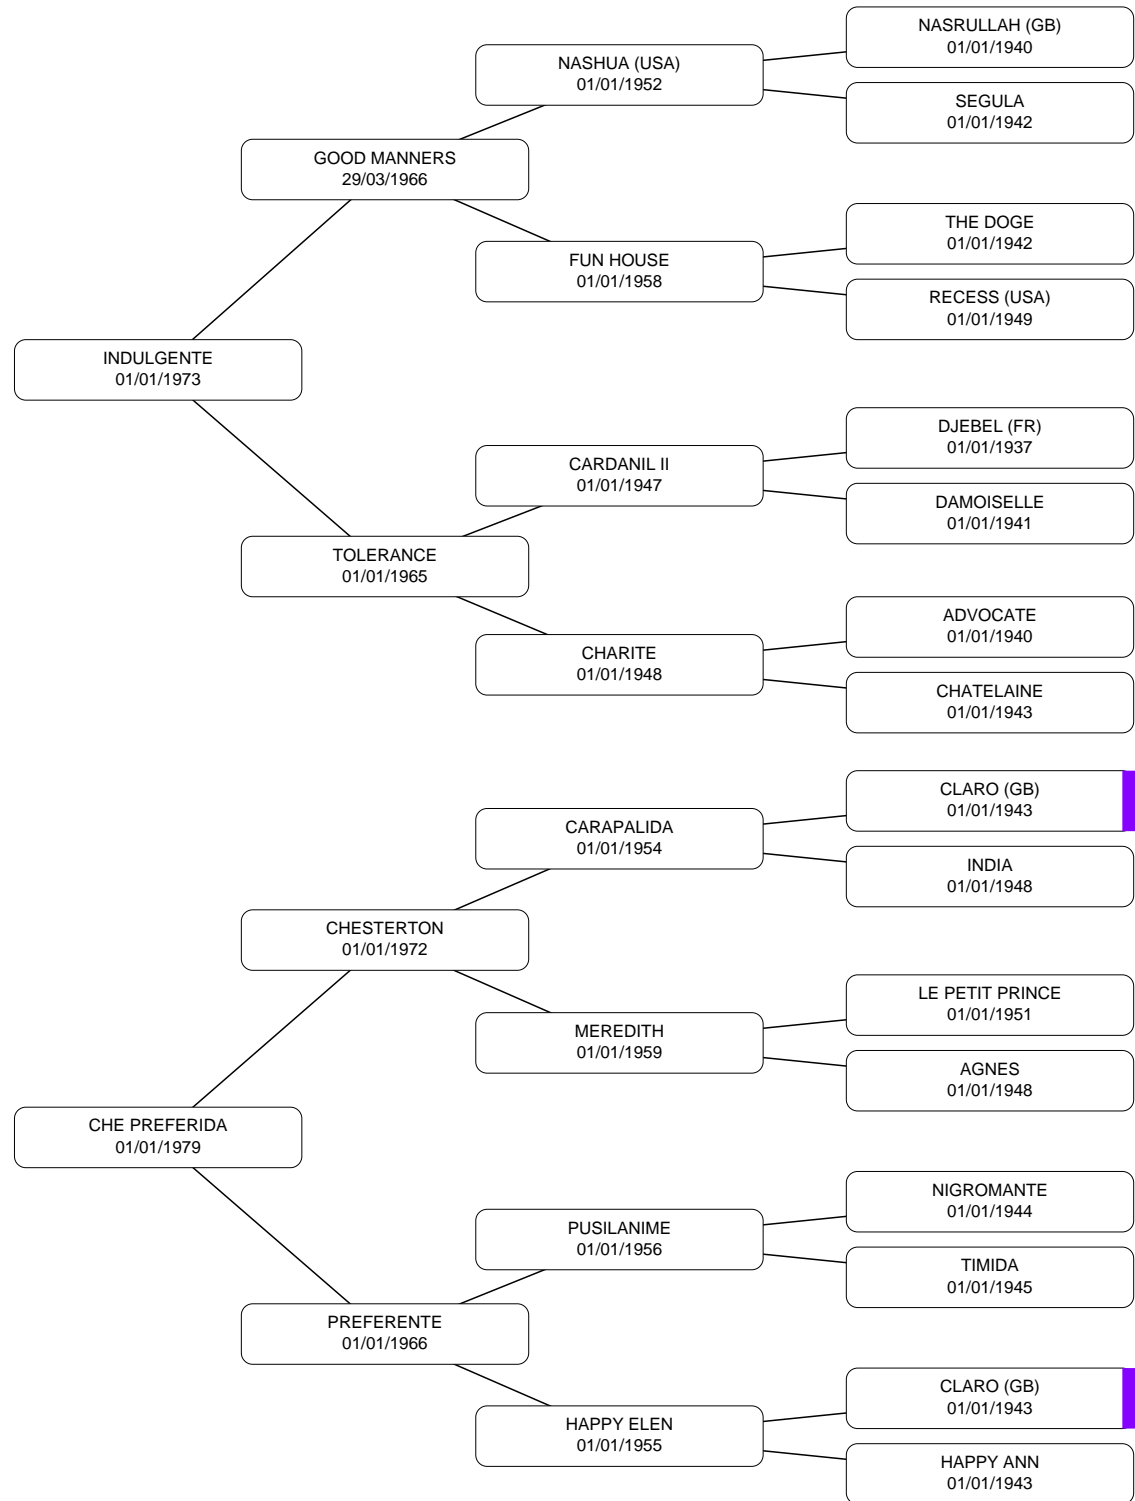 NASRULLAH (GB)
01/01/1940
NASHUA (USA)
01/01/1952
SEGULA
01/01/1942
GOOD MANNERS
29/03/1966
THE DOGE
01/01/1942
FUN HOUSE
01/01/1958
RECESS (USA)
01/01/1949
INDULGENTE
01/01/1973
DJEBEL (FR)
01/01/1937
CARDANIL II
01/01/1947
DAMOISELLE
01/01/1941
TOLERANCE
01/01/1965
ADVOCATE
01/01/1940
CHARITE
01/01/1948
CHATELAINE
01/01/1943
CLARO (GB)
01/01/1943
CARAPALIDA
01/01/1954
INDIA
01/01/1948
CHESTERTON
01/01/1972
LE PETIT PRINCE
01/01/1951
MEREDITH
01/01/1959
AGNES
01/01/1948
CHE PREFERIDA
01/01/1979
NIGROMANTE
01/01/1944
PUSILANIME
01/01/1956
TIMIDA
01/01/1945
PREFERENTE
01/01/1966
CLARO (GB)
01/01/1943
HAPPY ELEN
01/01/1955
HAPPY ANN
01/01/1943